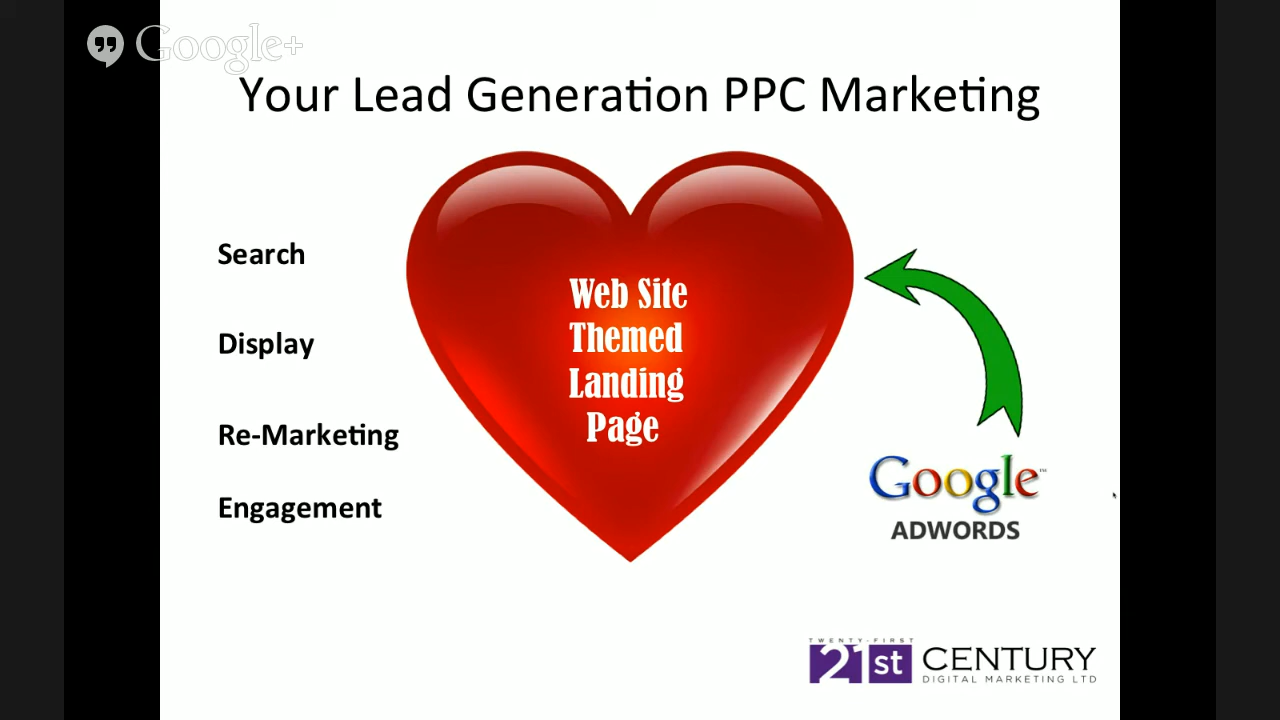 Google+
Your Lead Generation PPC Marketing
Search
Display
Re-Marketing
Engagement
Web Site
Themed
Landing
Page
Google™
ADWORDS
TWENTY-FIRST
21st CENTURY
DIGITAL MARKETING LTD